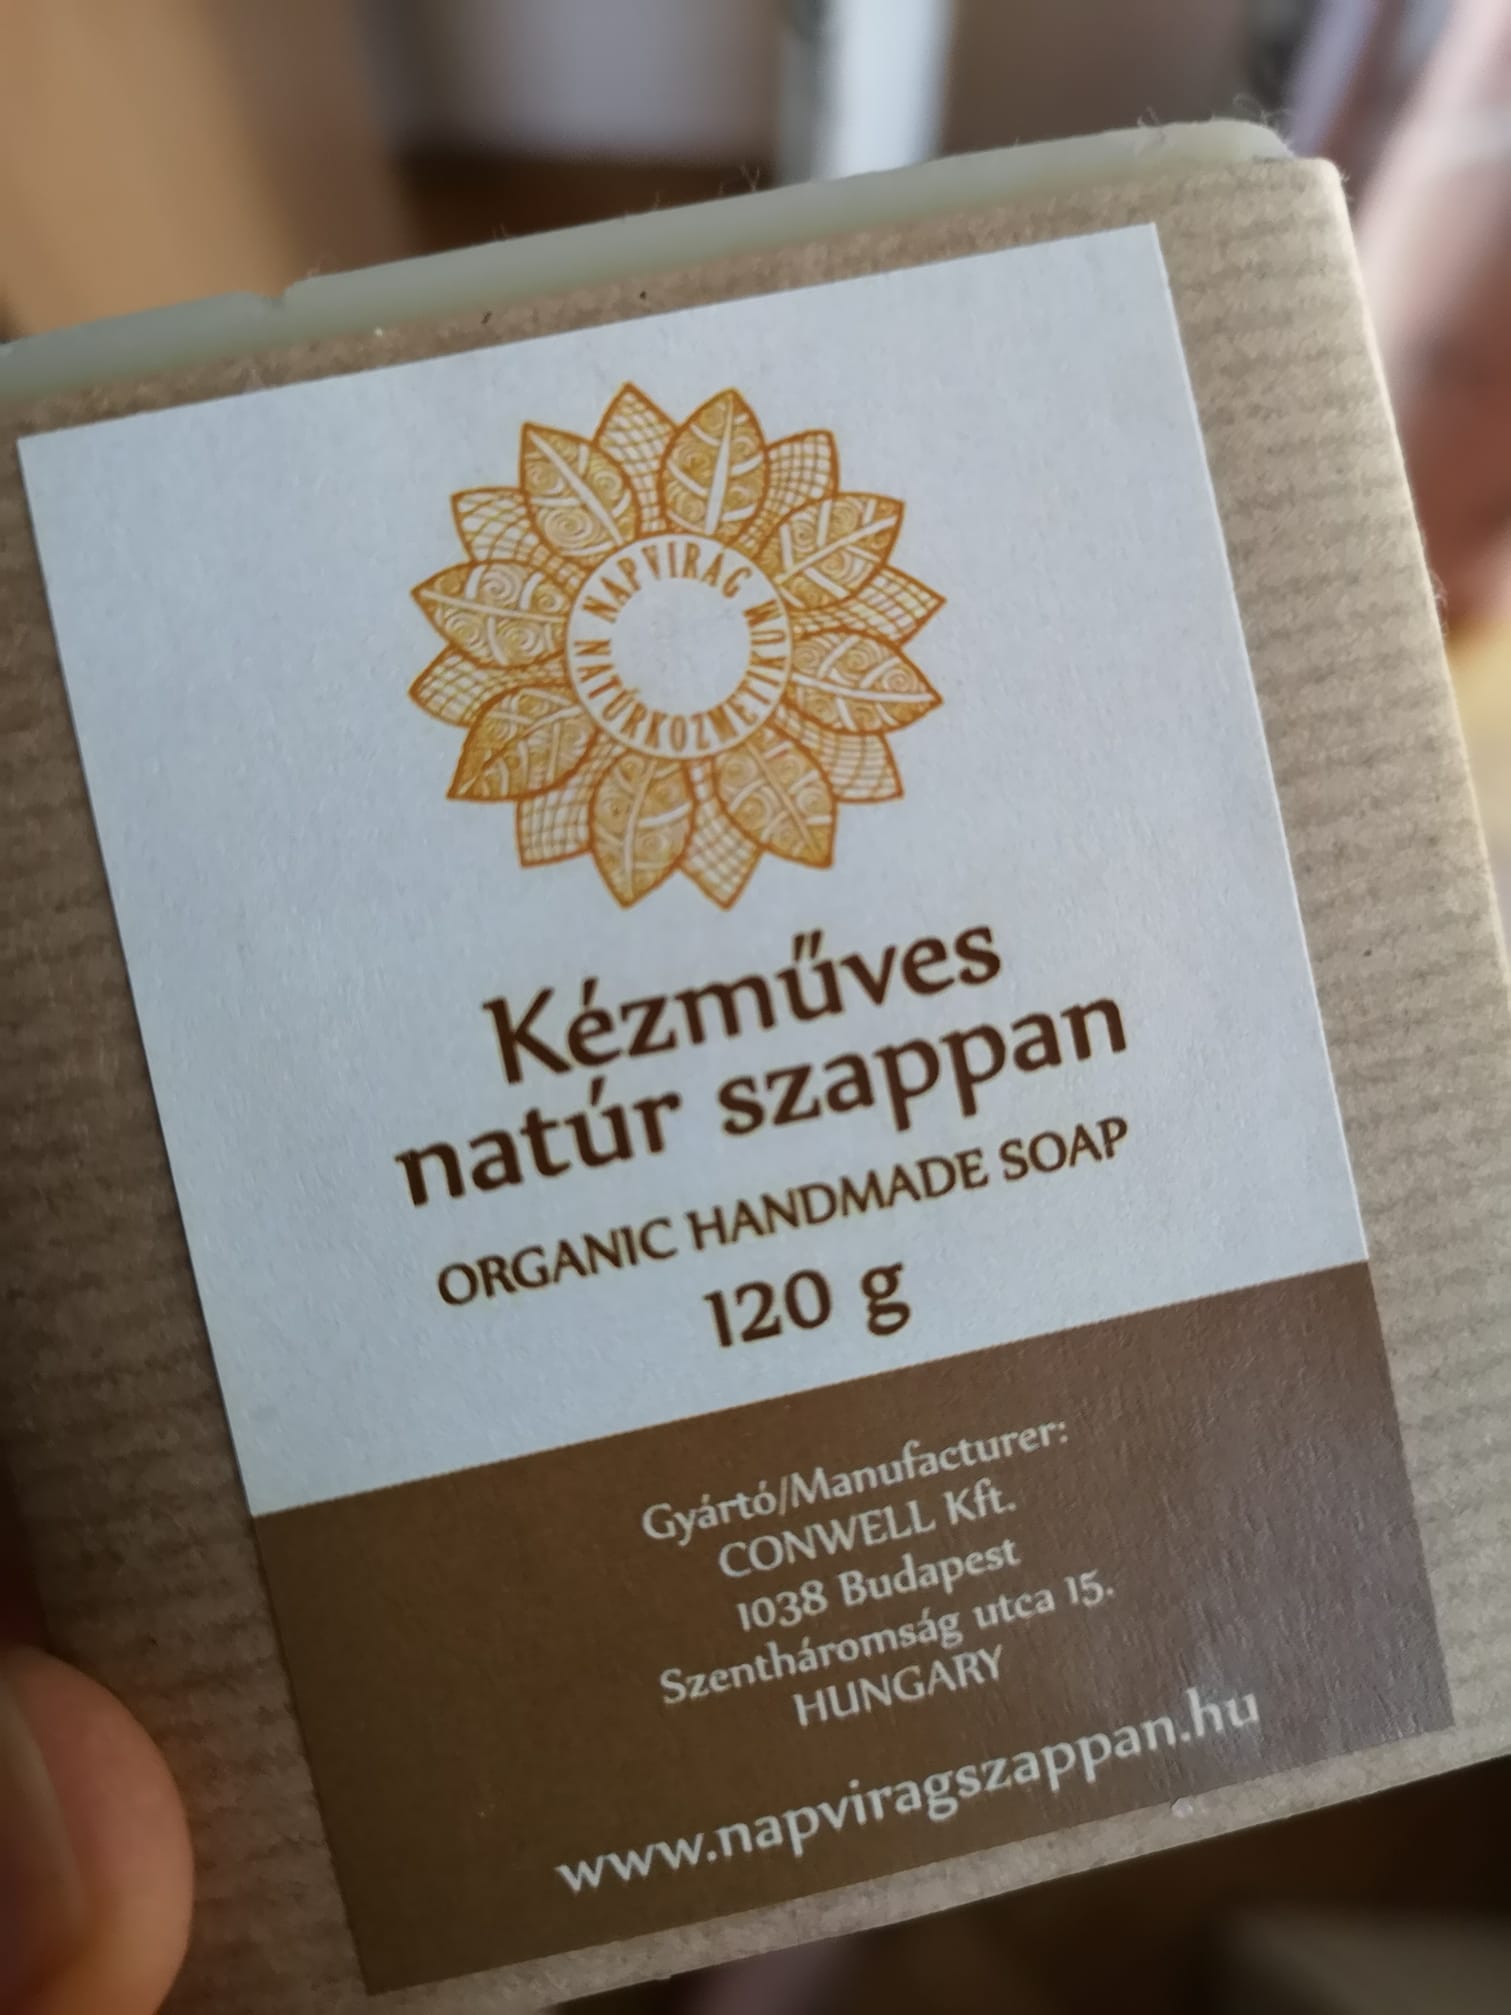 NAPVIRÁG NATÚRKOZMETIKUM
Kézműves
natúr szappan
ORGANIC HANDMADE SOAP
120 g
Gyártó/Manufacturer:
CONWELL Kft.
1038 Budapest
Szentháromság utca 15.
HUNGARY
www.napviragszappan.hu